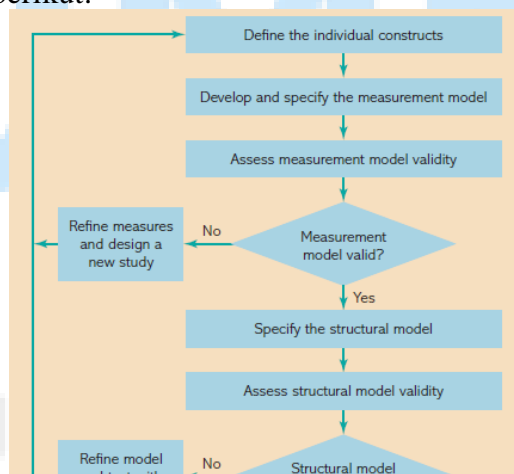 berikut:
Define the individual constructs
Develop and specify the measurement model
Assess measurement model validity
Refine measures
and design a
new study
No
Measurement
model valid?
Yes
Specify the structural model
Assess structural model validity
Refine model
No
Structural model